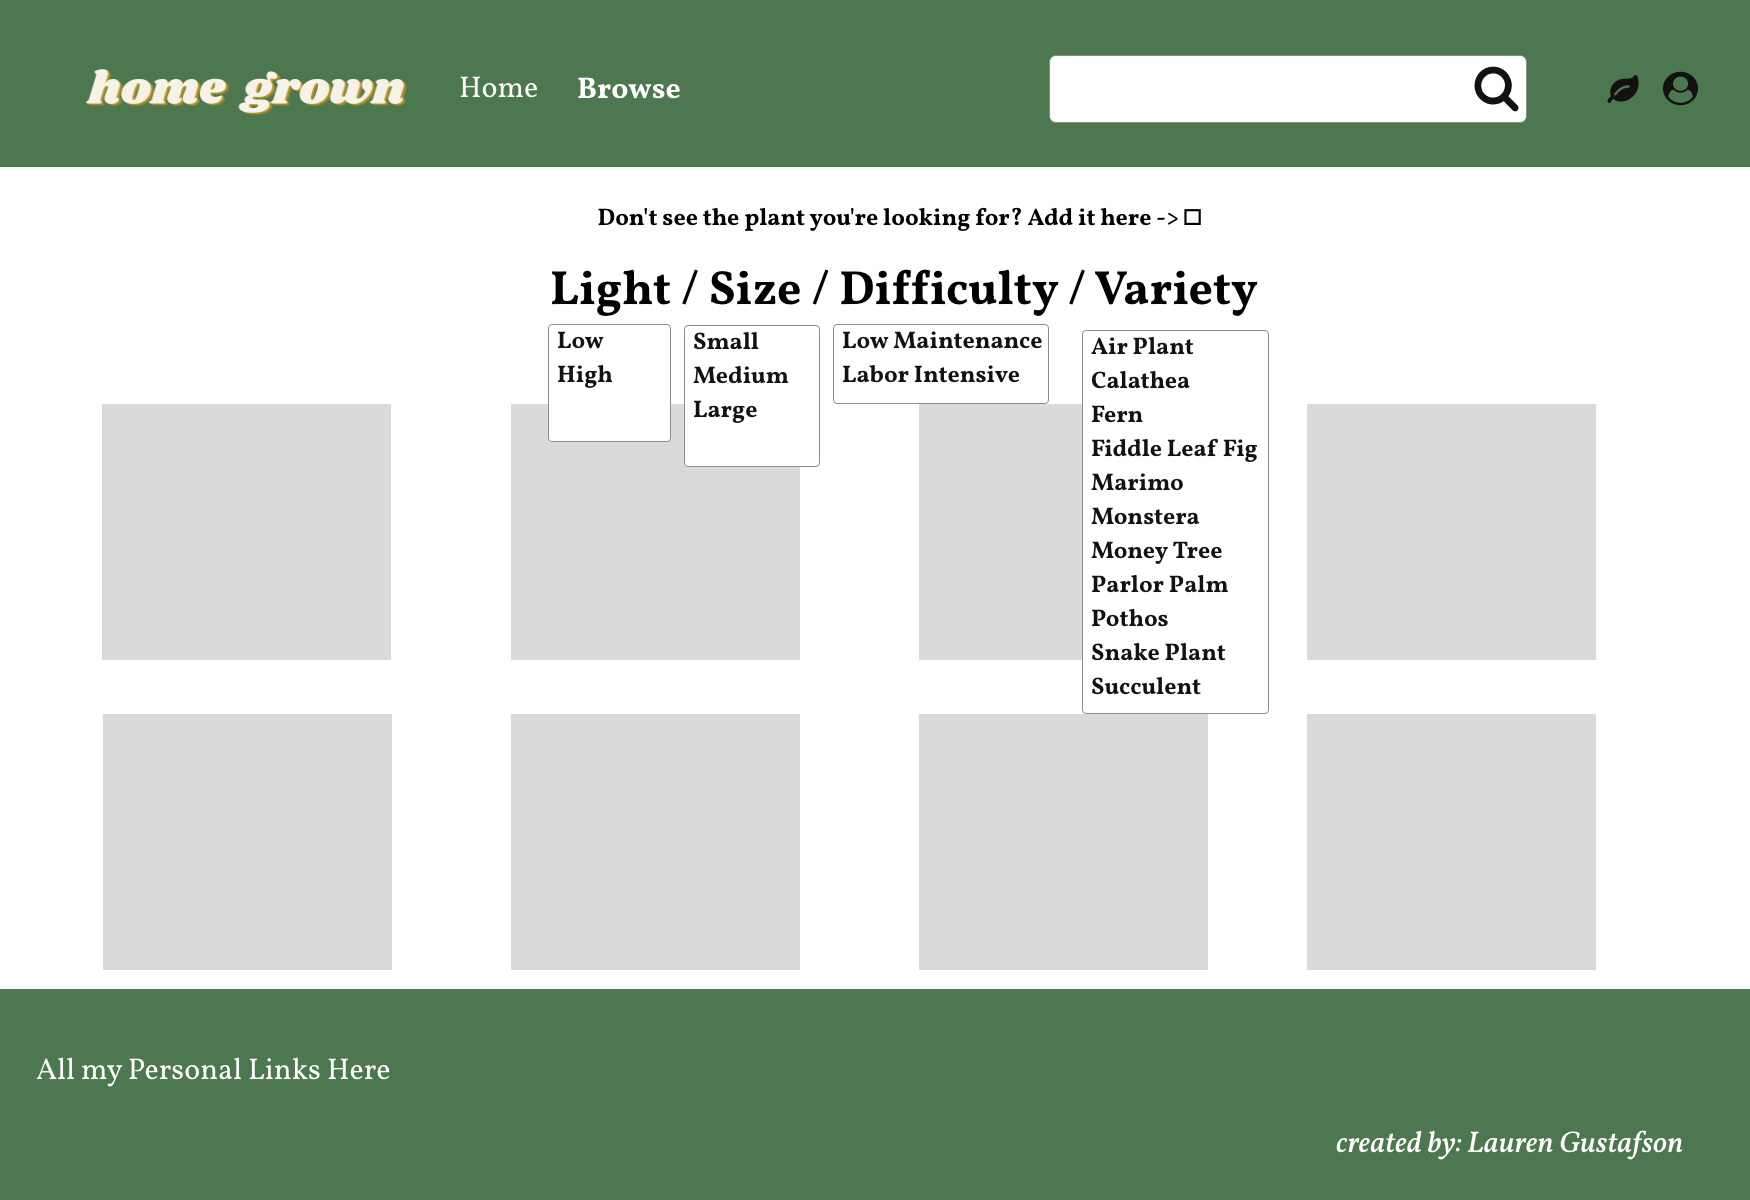 home grown
Home
Browse
Don't see the plant you're looking for? Add it here -> □
Light / Size / Difficulty / Variety
Low
High
Small
Medium
Large
Low Maintenance
Labor Intensive
Air Plant
Calathea
Fern
Fiddle Leaf Fig
Marimo
Monstera
Money Tree
Parlor Palm
Pothos
Snake Plant
Succulent
All my Personal Links Here
created by: Lauren Gustafson